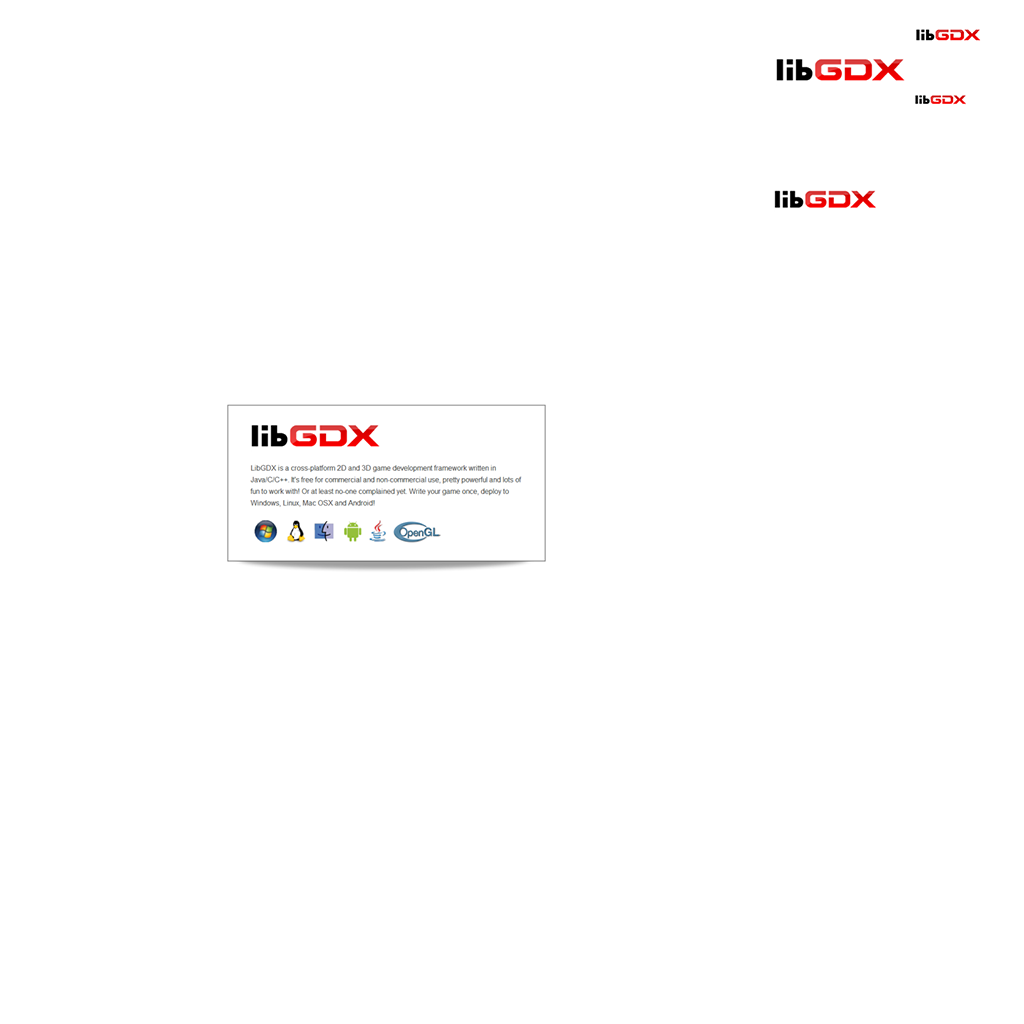 libGDX
libGDX
libGDX
libGDX
libGDX
LibGDX is a cross-platform 2D and 3D game development framework written in
Java/C/C++. It's free for commercial and non-commercial use, pretty powerful and lots of
fun to work with! Or at least no-one complained yet. Write your game once, deploy to
Windows, Linux, Mac OSX and Android!
OpenGL